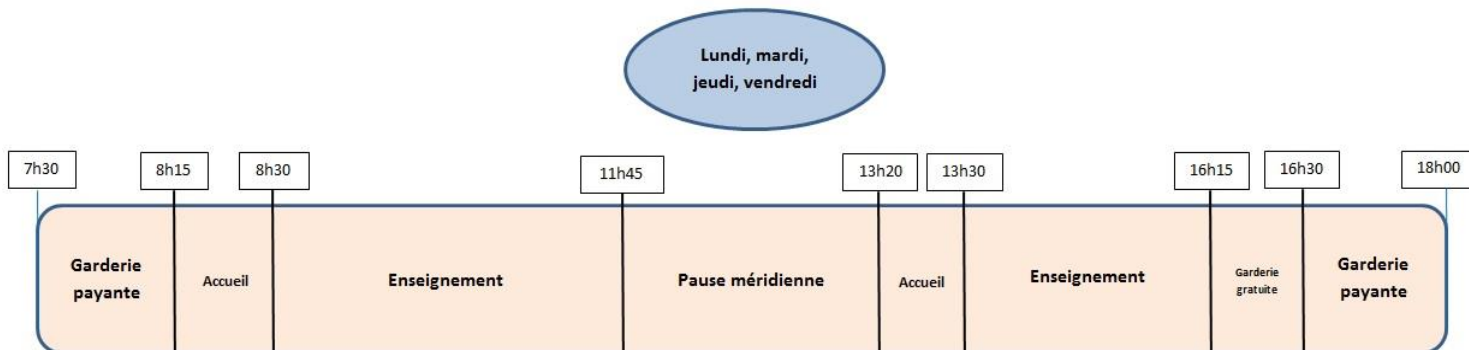 Lundi, mardi,
jeudi, vendredi
7h30
8h15
8h30
11h45
13h20
13h30
16h15
16h30
18h00
Garderie
payante
Accueil
Enseignement
Pause méridienne
Accueil
Enseignement
Garderie
gratuite
Garderie
payante